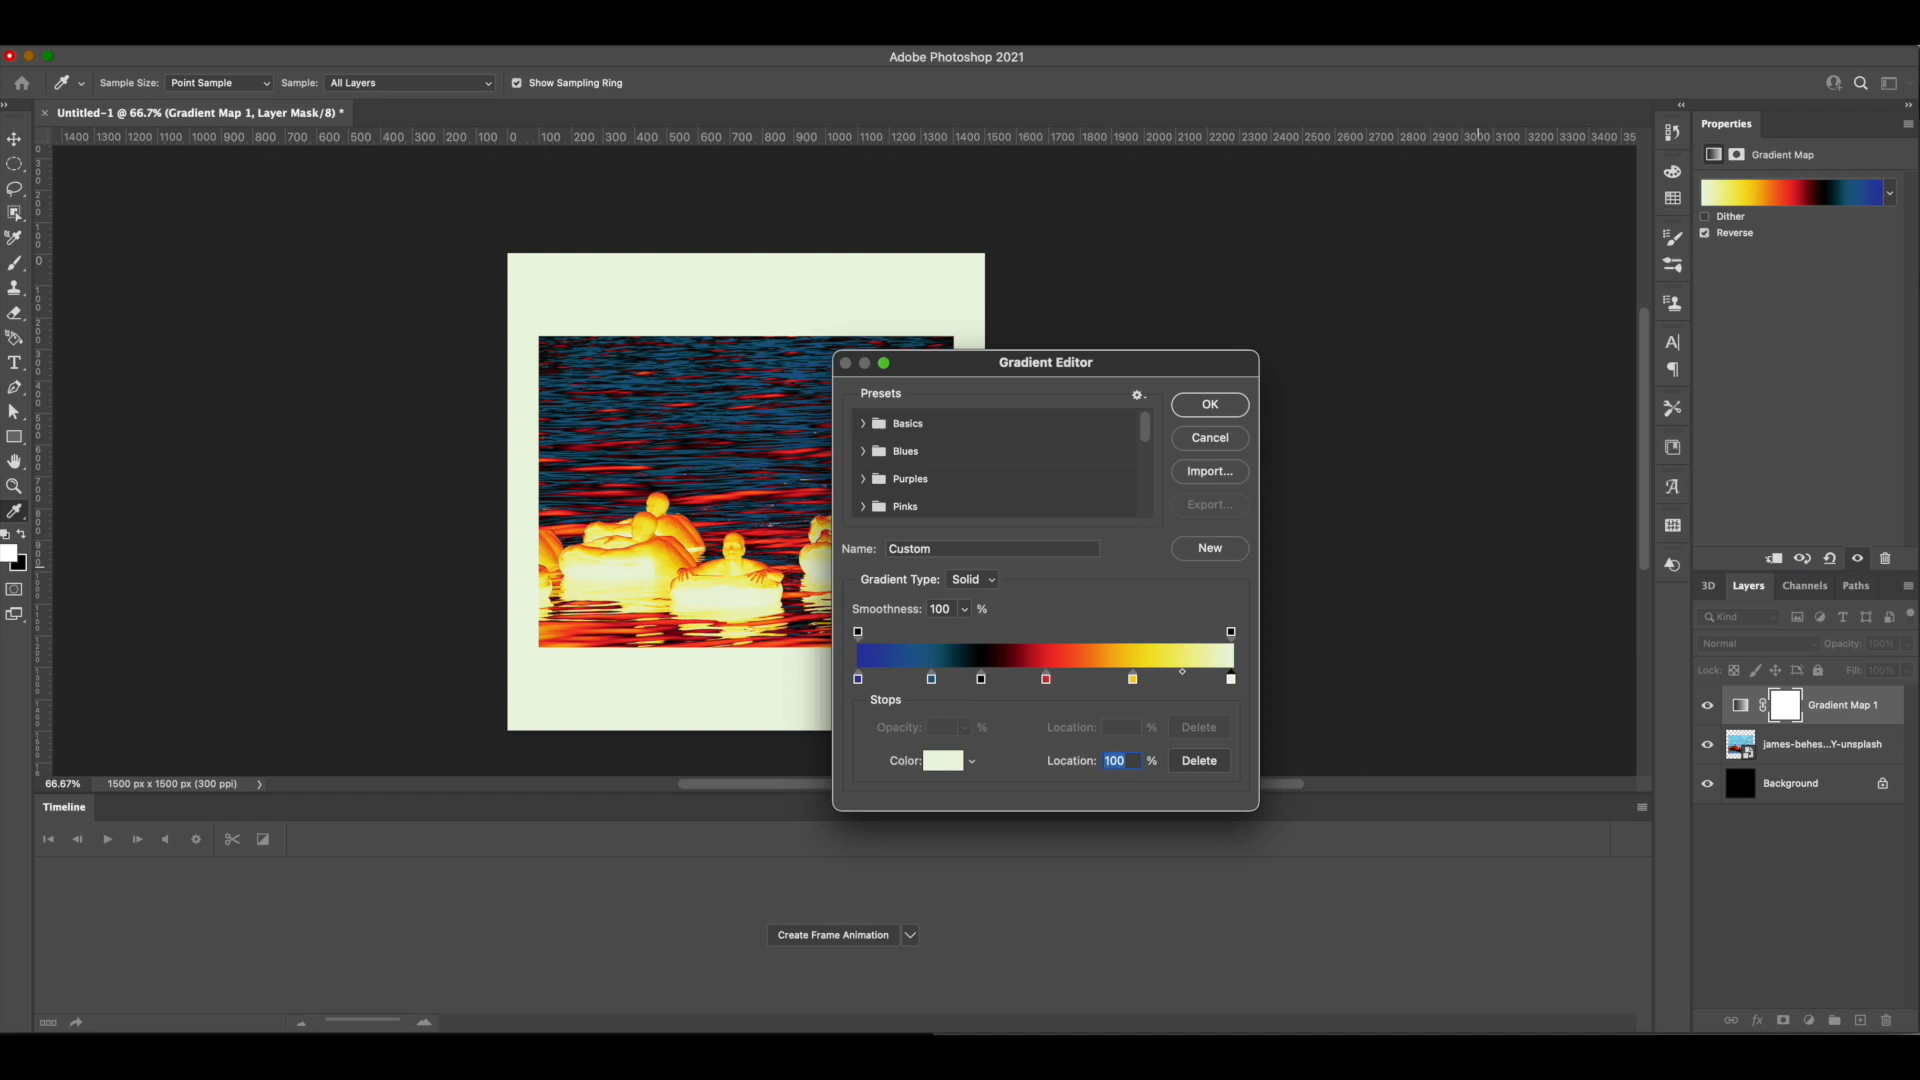 Adobe Photoshop 2021
Sample Size: Point Sample Sample: All Layers Show Sampling Ring
Untitled-1 @ 66.7% (Gradient Map 1, Layer Mask/8) *
1400 1300 1200 1100 1000 900 800 700 600 500 400 300 200 100 0 100 200 300 400 500 600 700 800 900 1000 1100 1200 1300 1400 1500 1600 1700 1800 1900 2000 2100 2200 2300 2400 2500 2600 2700 2800 2900 3000 3100 3200 3300 3400 35
Properties
Gradient Map
Dither
Reverse
Gradient Editor
Presets
Basics
Blues
Purples
Pinks
OK
Cancel
Import...
Export...
Name: Custom
New
Gradient Type: Solid
Smoothness: 100 %
Stops
Opacity: % Location: % Delete
Color: Location: 100 % Delete
3D Layers Channels Paths
Kind
Normal Opacity: 100%
Lock: Fill: 100%
Gradient Map 1
james-behes...Y-unsplash
Background
66.67% 1500 px x 1500 px (300 ppi)
Timeline
Create Frame Animation